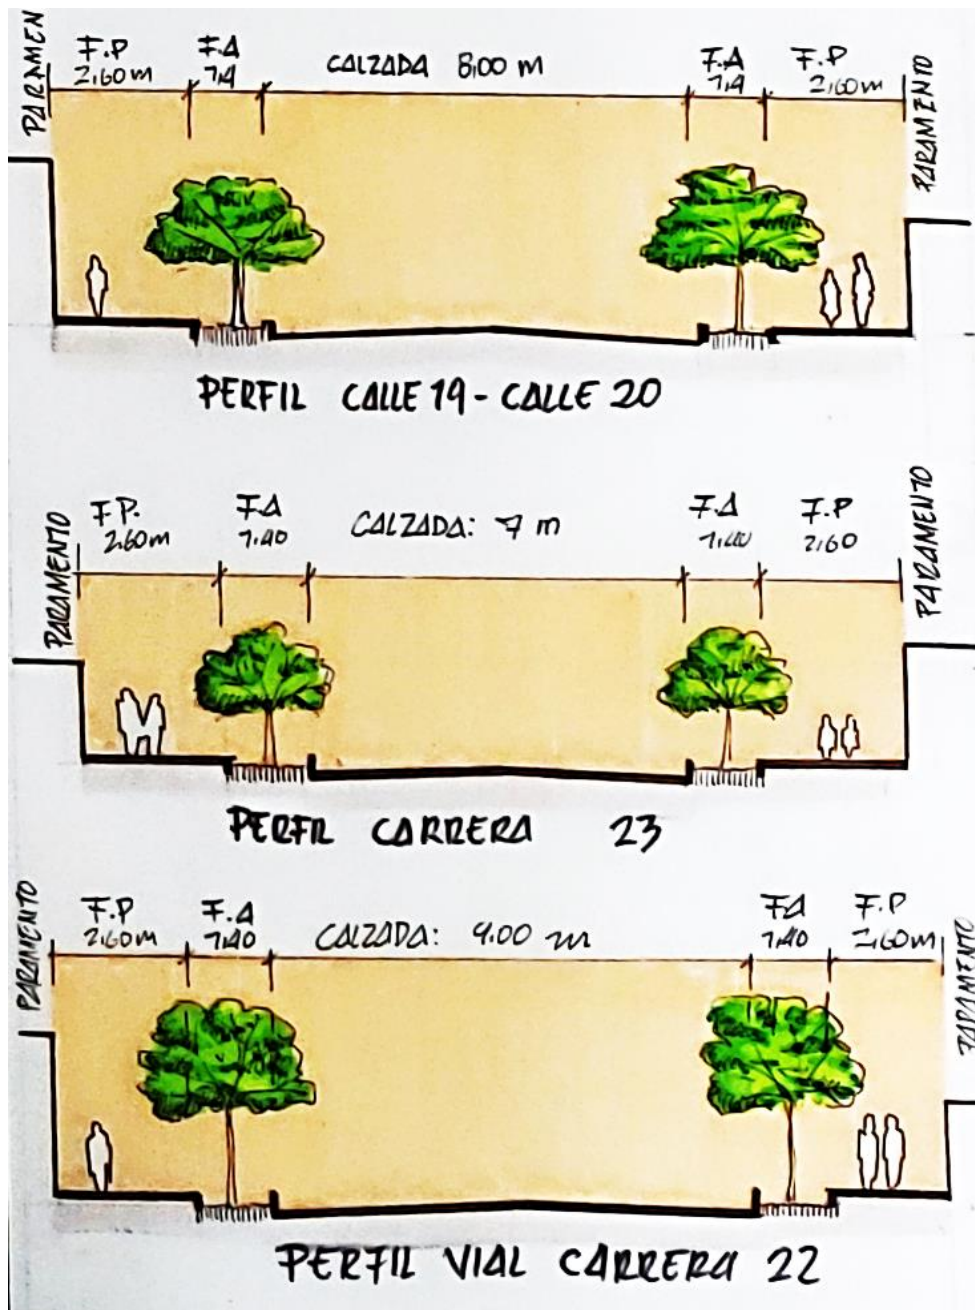 PARAMEN
F.P
2,60m
F.A
1,4
CALZADA 8,00 m
F.A
1,4
F.P
2,60m
PARAMENTO
PERFIL CALLE 19 - CALLE 20
PARAMENTO
F.P.
2.60m
F.A
1.40
CALZADA: 7 m
F.A
1.40
F.P
2,60
PARAMENTO
PERFIL CARRERA 23
PARAMENTO
F.P
2,60m
F.A
1,40
CALZADA: 9.00 m
FA
1,40
F.P
2,60m
PARAMENTO
PERFIL VIAL CARRERA 22